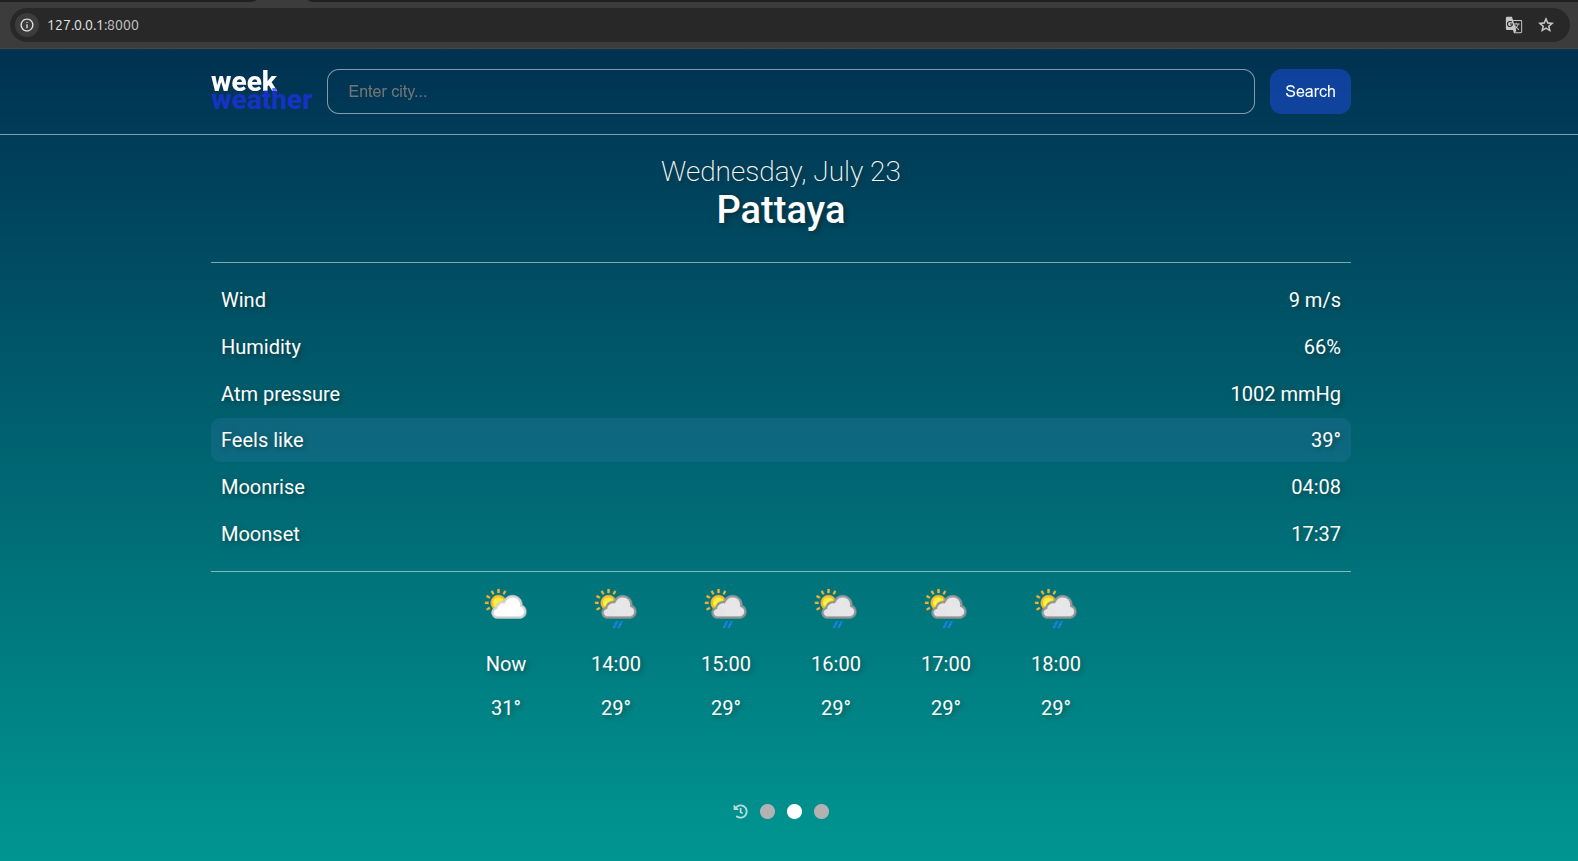 127.0.0.1:8000
week
weather
Enter city...
Search
Wednesday, July 23
Pattaya
Wind 9 m/s
Humidity 66%
Atm pressure 1002 mmHg
Feels like 39°
Moonrise 04:08
Moonset 17:37
Now 14:00 15:00 16:00 17:00 18:00
31° 29° 29° 29° 29° 29°